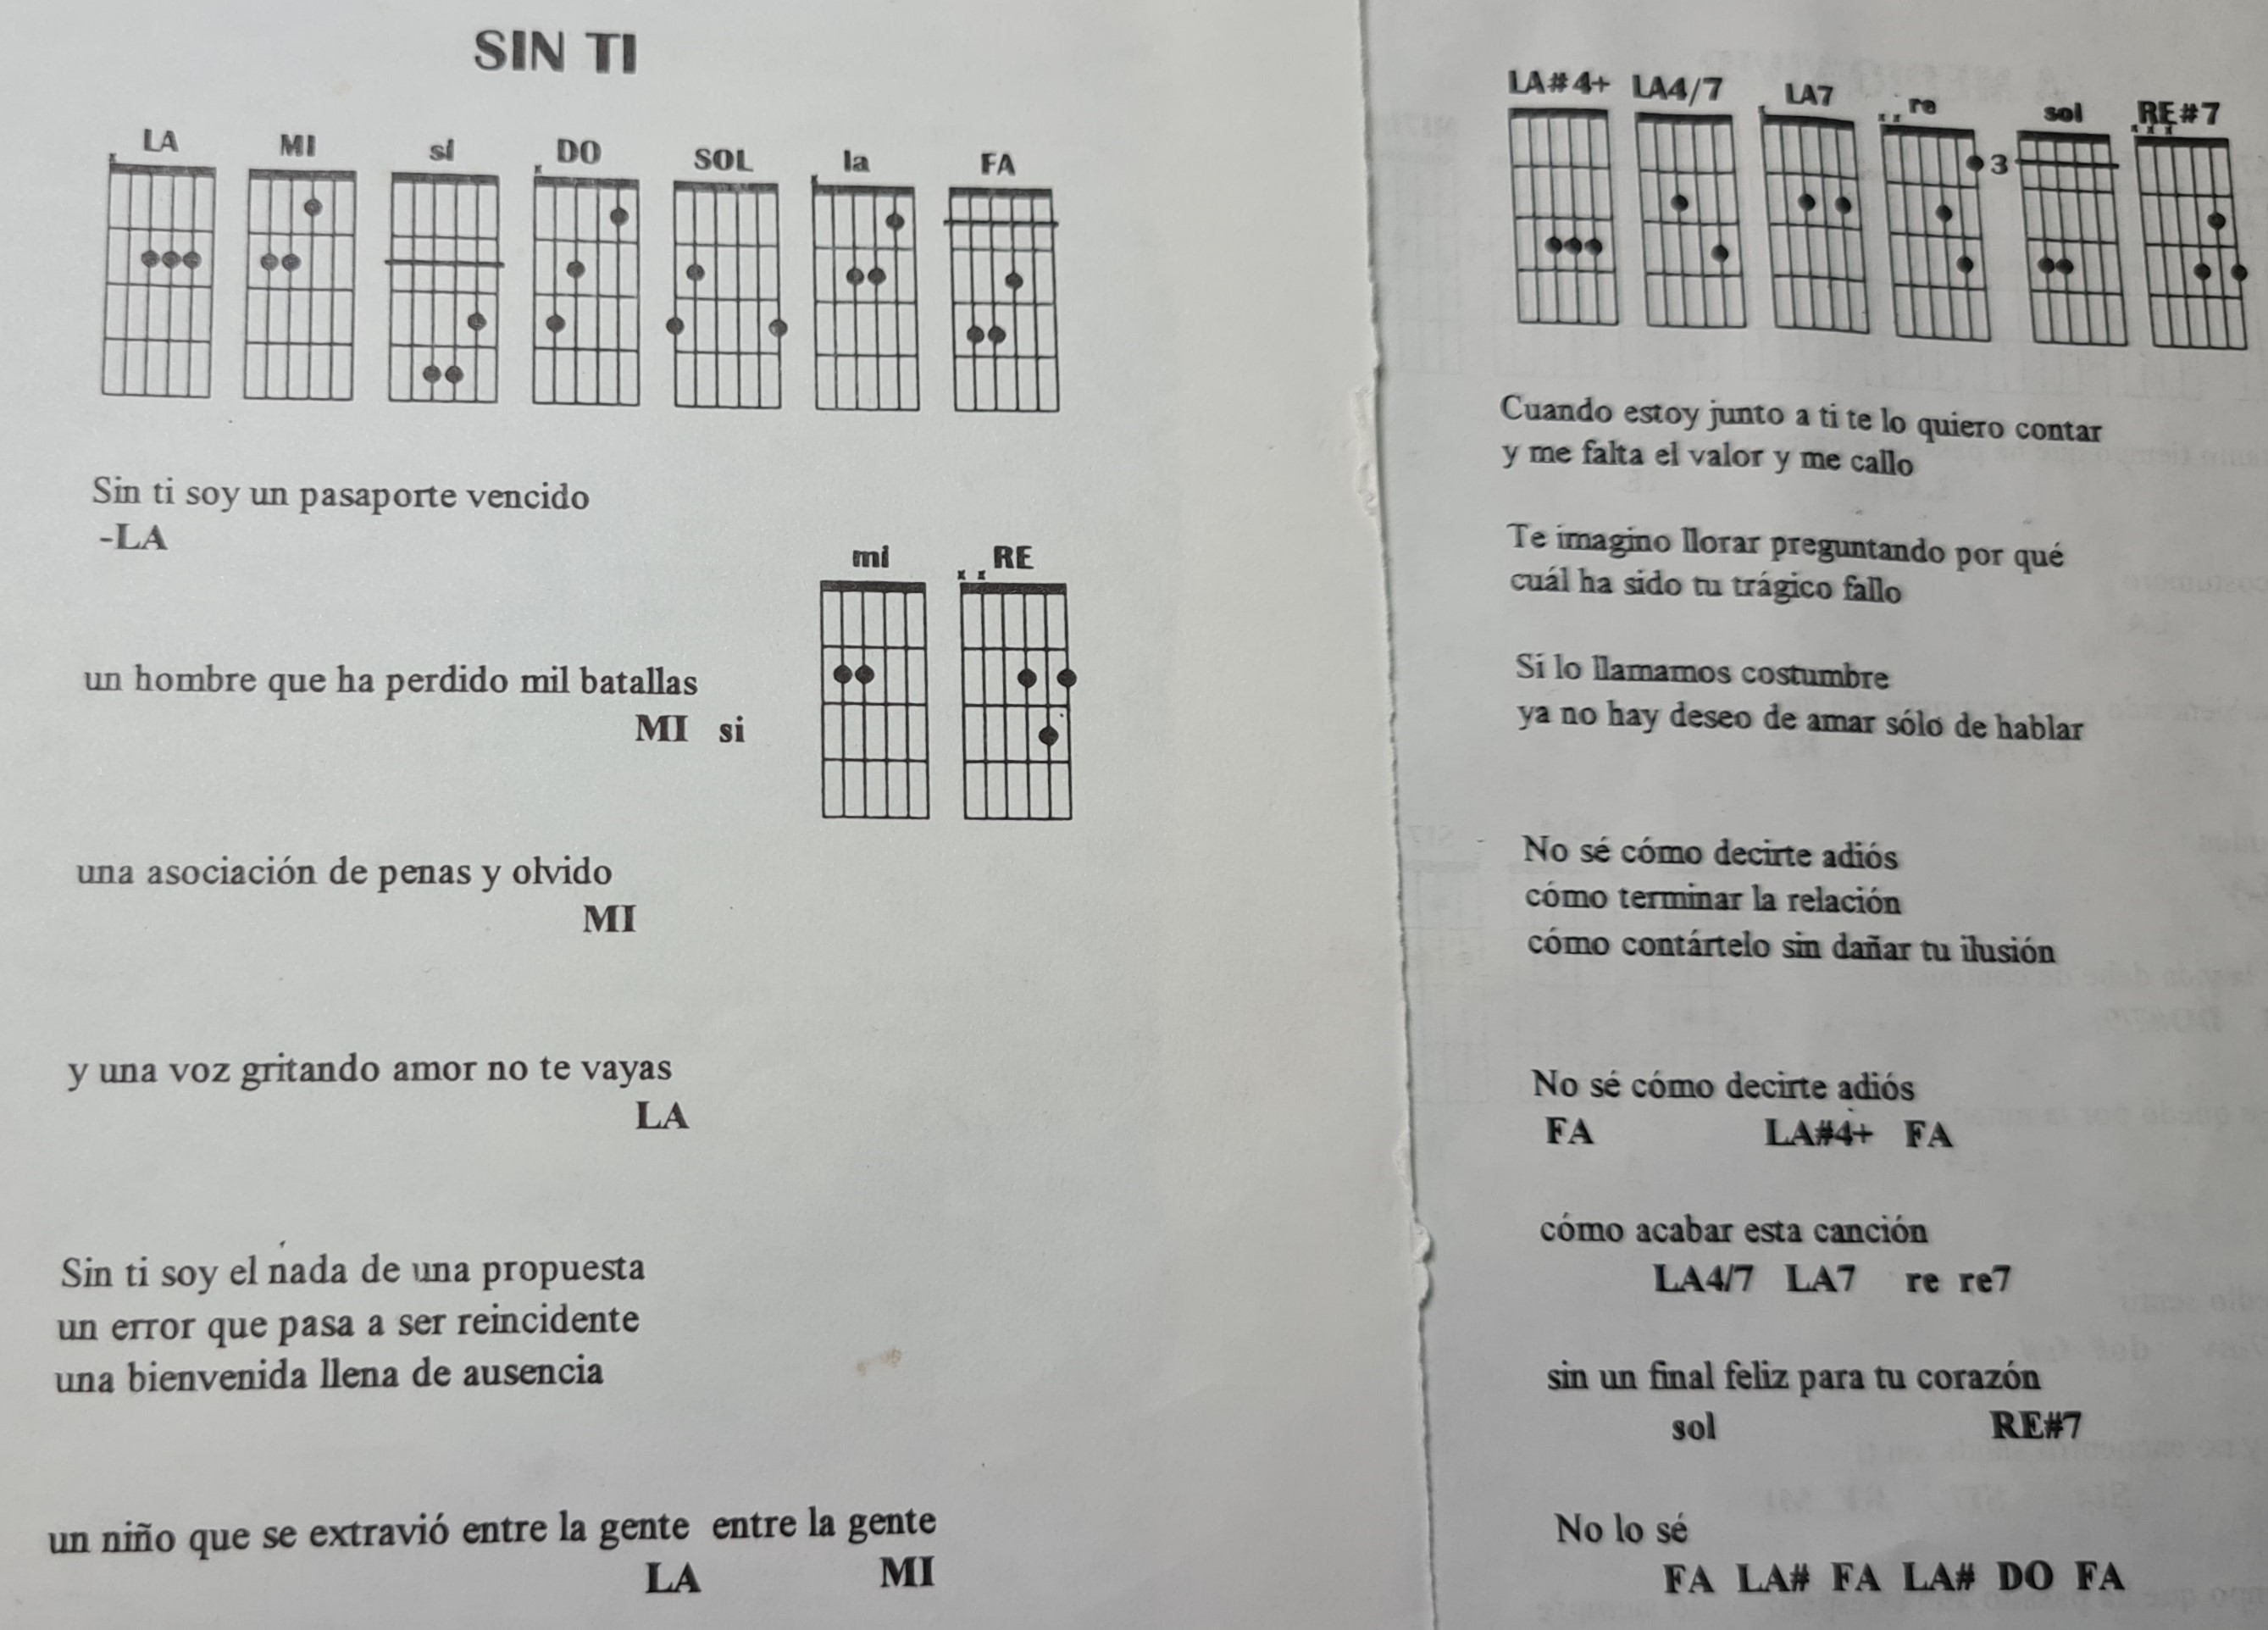 SIN TI
LA MI si DO SOL la FA
x x x
Sin ti soy un pasaporte vencido
-LA
mi RE
x x
un hombre que ha perdido mil batallas
MI si
una asociación de penas y olvido
MI
y una voz gritando amor no te vayas
LA
Sin ti soy el nada de una propuesta
un error que pasa a ser reincidente
una bienvenida llena de ausencia
un niño que se extravió entre la gente entre la gente
LA MI
LA#4+ LA4/7 LA7 re sol RE#7
x x x x x
3
Cuando estoy junto a ti te lo quiero contar
y me falta el valor y me callo
Te imagino llorar preguntando por qué
cuál ha sido tu trágico fallo
Si lo llamamos costumbre
ya no hay deseo de amar sólo de hablar
No sé cómo decirte adiós
cómo terminar la relación
cómo contártelo sin dañar tu ilusión
No sé cómo decirte adiós
FA LA#4+ FA
cómo acabar esta canción
LA4/7 LA7 re re7
sin un final feliz para tu corazón
sol RE#7
No lo sé
FA LA# FA LA# DO FA